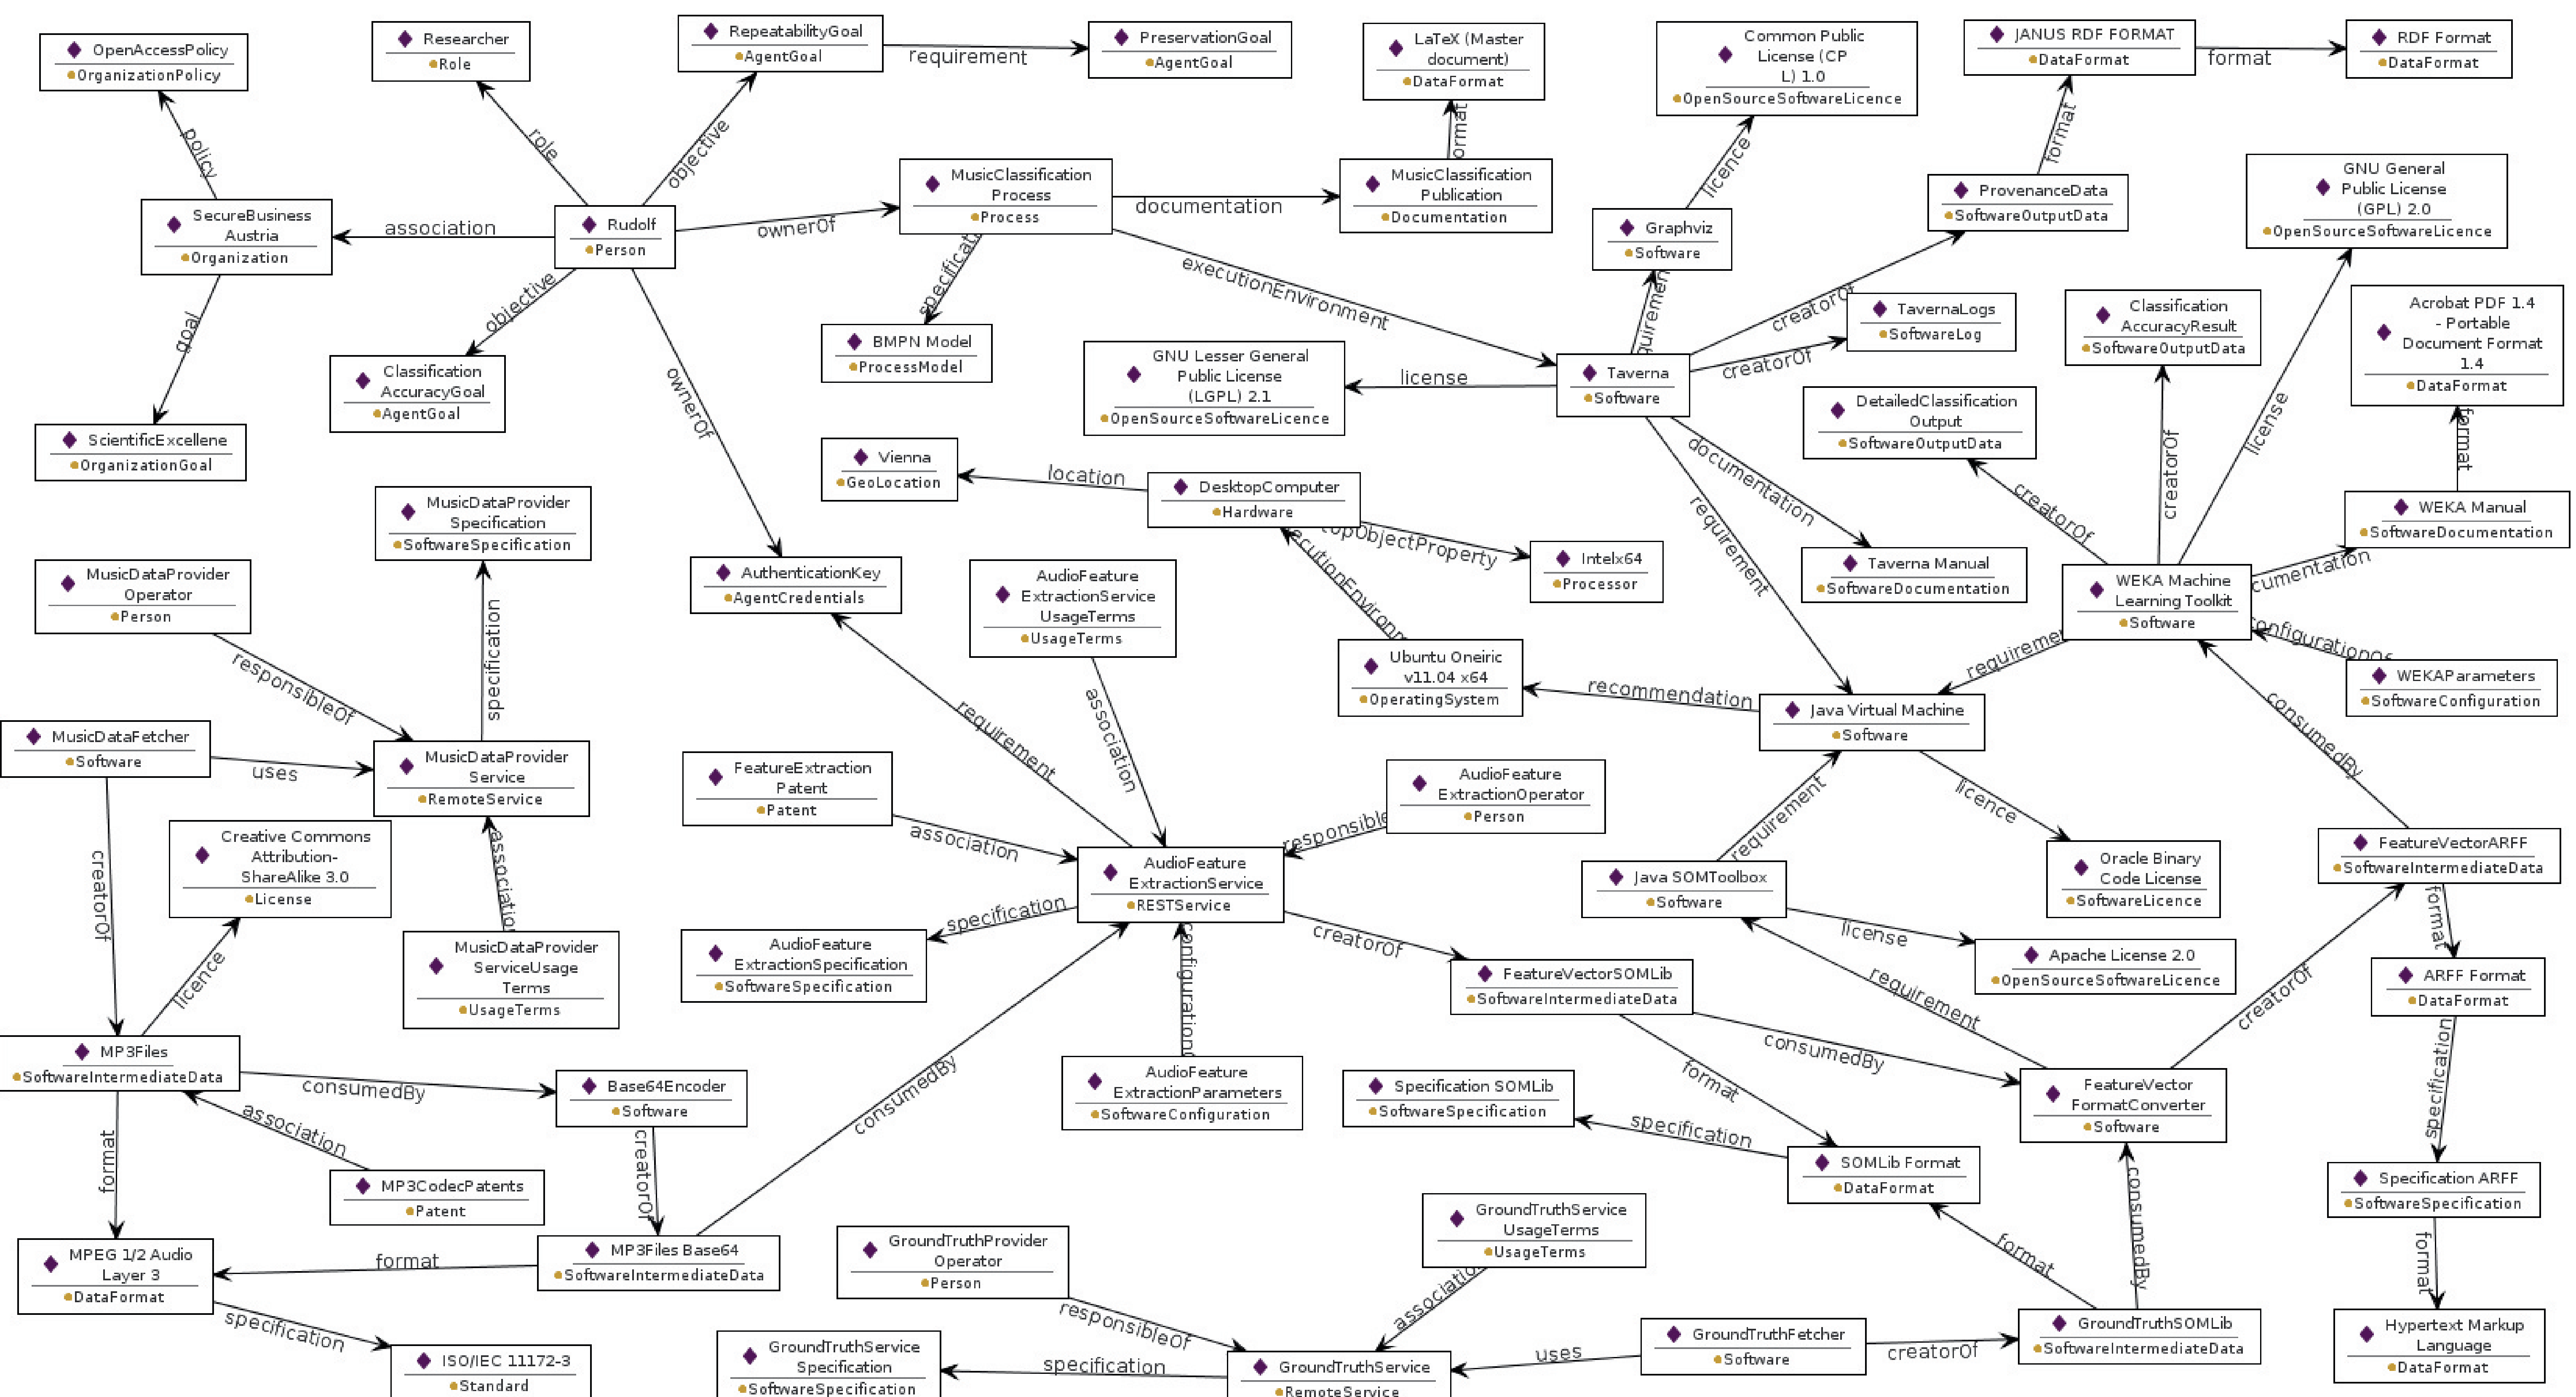 OpenAccessPolicy
OrganizationPolicy
Researcher
Role
RepeatabilityGoal
AgentGoal
requirement
PreservationGoal
AgentGoal
LaTeX (Master
document)
DataFormat
Common Public
License (CP
L) 1.0
OpenSourceSoftwareLicence
JANUS RDF FORMAT
DataFormat
format
RDF Format
DataFormat
policy
role
objective
ormat
licence
format
SecureBusiness
Austria
Organization
association
Rudolf
Person
ownerOf
MusicClassification
Process
Process
documentation
MusicClassification
Publication
Documentation
Graphviz
Software
ProvenanceData
SoftwareOutputData
GNU General
Public License
(GPL) 2.0
OpenSourceSoftwareLicence
goal
objective
ownerOf
specificat
executionEnvironment
quiremen
creatorOf
TavernaLogs
SoftwareLog
creatorOf
Classification
AccuracyResult
SoftwareOutputData
license
Acrobat PDF 1.4
- Portable
Document Format
1.4
DataFormat
Classification
AccuracyGoal
AgentGoal
BMPN Model
ProcessModel
GNU Lesser General
Public License
(LGPL) 2.1
OpenSourceSoftwareLicence
license
Taverna
Software
DetailedClassification
Output
SoftwareOutputData
creatorOf
creatorOf
format
ScientificExcellene
OrganizationGoal
Vienna
GeoLocation
location
DesktopComputer
Hardware
topObjectProperty
Intelx64
Processor
requirement
documentation
Taverna Manual
SoftwareDocumentation
WEKA Manual
SoftwareDocumentation
MusicDataProvider
Specification
SoftwareSpecification
MusicDataProvider
Operator
Person
AuthenticationKey
AgentCredentials
AudioFeature
ExtractionService
UsageTerms
UsageTerms
ecutionEnvironm
WEKA Machine
Learning Toolkit
Software
cumentation
configurationOf
WEKAParameters
SoftwareConfiguration
responsibleOf
specification
requirement
association
Ubuntu Oneiric
v11.04 x64
OperatingSystem
recommendation
requiremen
Java Virtual Machine
Software
consumedBy
MusicDataFetcher
Software
uses
MusicDataProvider
Service
RemoteService
FeatureExtraction
Patent
Patent
association
AudioFeature
ExtractionOperator
Person
responsible
requirement
licence
creatorOf
Creative Commons
Attribution-
ShareAlike 3.0
License
association
AudioFeature
ExtractionService
RESTService
Java SOMToolbox
Software
Oracle Binary
Code License
SoftwareLicence
FeatureVectorARFF
SoftwareIntermediateData
licence
MusicDataProvider
ServiceUsage
Terms
UsageTerms
AudioFeature
ExtractionSpecification
SoftwareSpecification
specification
configuration
creatorOf
FeatureVectorSOMLib
SoftwareIntermediateData
license
Apache License 2.0
OpenSourceSoftwareLicence
requirement
creatorOf
format
ARFF Format
DataFormat
MP3Files
SoftwareIntermediateData
consumedBy
Base64Encoder
Software
consumedBy
AudioFeature
ExtractionParameters
SoftwareConfiguration
Specification SOMLib
SoftwareSpecification
format
consumedBy
FeatureVector
FormatConverter
Software
specification
format
association
MP3CodecPatents
Patent
creatorOf
specification
SOMLib Format
DataFormat
consumedBy
Specification ARFF
SoftwareSpecification
MPEG 1/2 Audio
Layer 3
DataFormat
format
MP3Files Base64
SoftwareIntermediateData
GroundTruthProvider
Operator
Person
GroundTruthService
UsageTerms
UsageTerms
format
format
specification
ISO/IEC 11172-3
Standard
responsibleOf
association
GroundTruthService
Specification
SoftwareSpecification
specification
GroundTruthService
RemoteService
uses
GroundTruthFetcher
Software
creatorOf
GroundTruthSOMLib
SoftwareIntermediateData
Hypertext Markup
Language
DataFormat